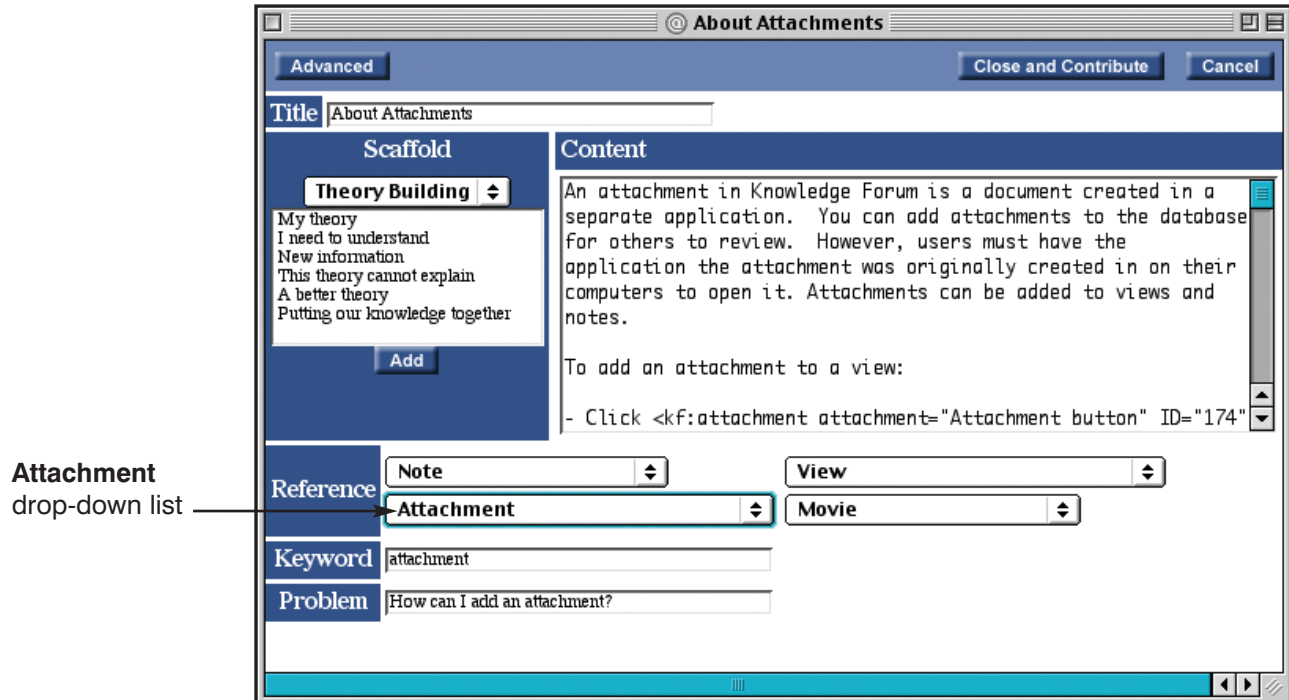 About Attachments
Advanced
Close and Contribute
Cancel
Title
About Attachments
Scaffold
Theory Building
My theory
I need to understand
New information
This theory cannot explain
A better theory
Putting our knowledge together
Add
Content
An attachment in Knowledge Forum is a document created in a
separate application.  You can add attachments to the database
for others to review.  However, users must have the
application the attachment was originally created in on their
computers to open it. Attachments can be added to views and
notes.
To add an attachment to a view:
- Click <kf:attachment attachment="Attachment button" ID="174"
Attachment
drop-down list
Reference
Note
View
Attachment
Movie
Keyword
attachment
Problem
How can I add an attachment?